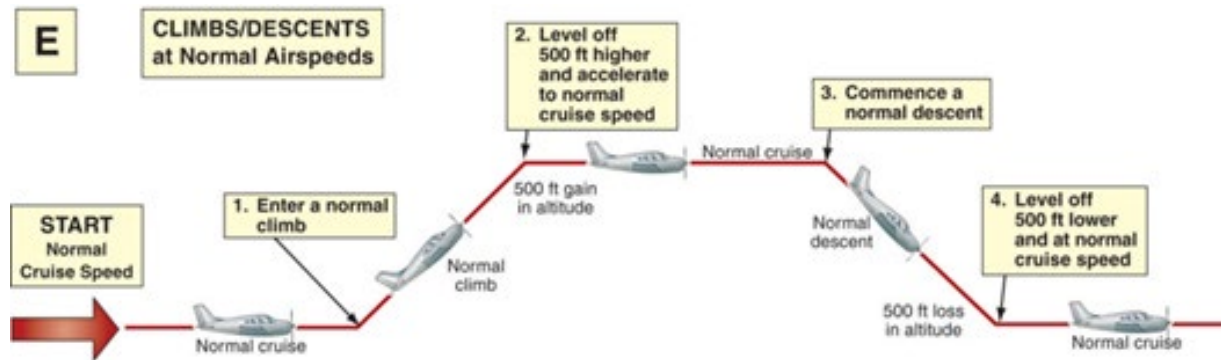 E
CLIMBS/DESCENTS
at Normal Airspeeds
START
Normal
Cruise Speed
Normal cruise
1. Enter a normal
climb
Normal
climb
2. Level off
500 ft higher
and accelerate
to normal
cruise speed
500 ft gain
in altitude
Normal cruise
3. Commence a
normal descent
Normal
descent
500 ft loss
in altitude
4. Level off
500 ft lower
and at normal
cruise speed
Normal cruise